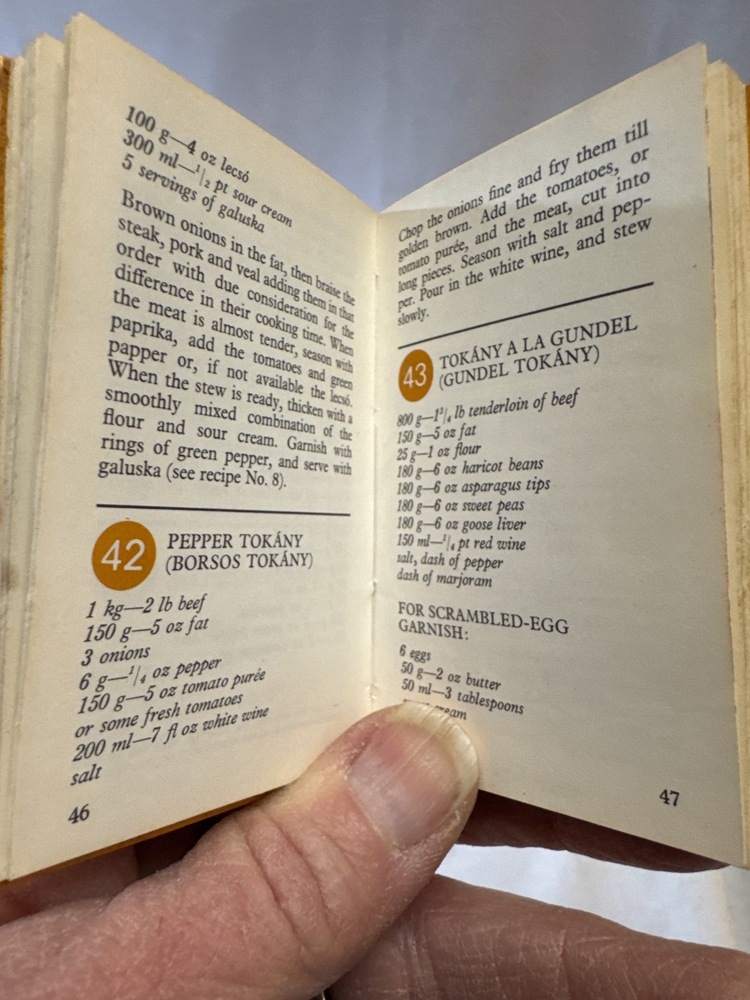 100 g—4 oz lecsó
300 ml—1/2 pt sour cream
5 servings of galuska
Brown onions in the fat, then braise the
steak, pork and veal adding them in that
order with due consideration for the
difference in their cooking time. When
the meat is almost tender, season with
paprika, add the tomatoes and green
papper or, if not available the lecsó.
When the stew is ready, thicken with a
smoothly mixed combination of the
flour and sour cream. Garnish with
rings of green pepper, and serve with
galuska (see recipe No. 8).
42
PEPPER TOKÁNY
(BORSOS TOKÁNY)
1 kg—2 lb beef
150 g—5 oz fat
3 onions
6 g—1/4 oz pepper
150 g—5 oz tomato purée
or some fresh tomatoes
200 ml—7 fl oz white wine
salt
46
Chop the onions fine and fry them till
golden brown. Add the tomatoes, or
tomato purée, and the meat, cut into
long pieces. Season with salt and pep-
per. Pour in the white wine, and stew
slowly.
43
TOKÁNY A LA GUNDEL
(GUNDEL TOKÁNY)
800 g—1 3/4 lb tenderloin of beef
150 g—5 oz fat
25 g—1 oz flour
180 g—6 oz haricot beans
180 g—6 oz asparagus tips
180 g—6 oz sweet peas
180 g—6 oz goose liver
150 ml—1/4 pt red wine
salt, dash of pepper
dash of marjoram
FOR SCRAMBLED-EGG
GARNISH:
6 eggs
50 g—2 oz butter
50 ml—3 tablespoons
47